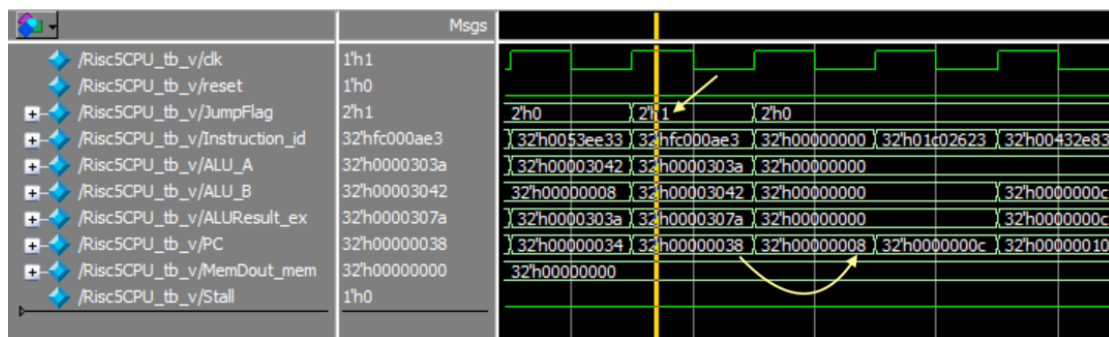 Msgs
/Risc5CPU_tb_v/clk 1'h1
/Risc5CPU_tb_v/reset 1'h0
/Risc5CPU_tb_v/JumpFlag 2'h1 2'h0 2'h1 2'h0
/Risc5CPU_tb_v/Instruction_id 32'hfc000ae3 32'h0053ee33 32'hfc000ae3 32'h00000000 32'h01c02623 32'h00432e83
/Risc5CPU_tb_v/ALU_A 32'h0000303a 32'h00003042 32'h0000303a 32'h00000000
/Risc5CPU_tb_v/ALU_B 32'h00003042 32'h00000008 32'h00003042 32'h00000000 32'h0000000c
/Risc5CPU_tb_v/ALUResult_ex 32'h0000307a 32'h0000303a 32'h0000307a 32'h00000000 32'h0000000c
/Risc5CPU_tb_v/PC 32'h00000038 32'h00000034 32'h00000038 32'h00000008 32'h0000000c 32'h00000010
/Risc5CPU_tb_v/MemDout_mem 32'h00000000 32'h00000000
/Risc5CPU_tb_v/Stall 1'h0